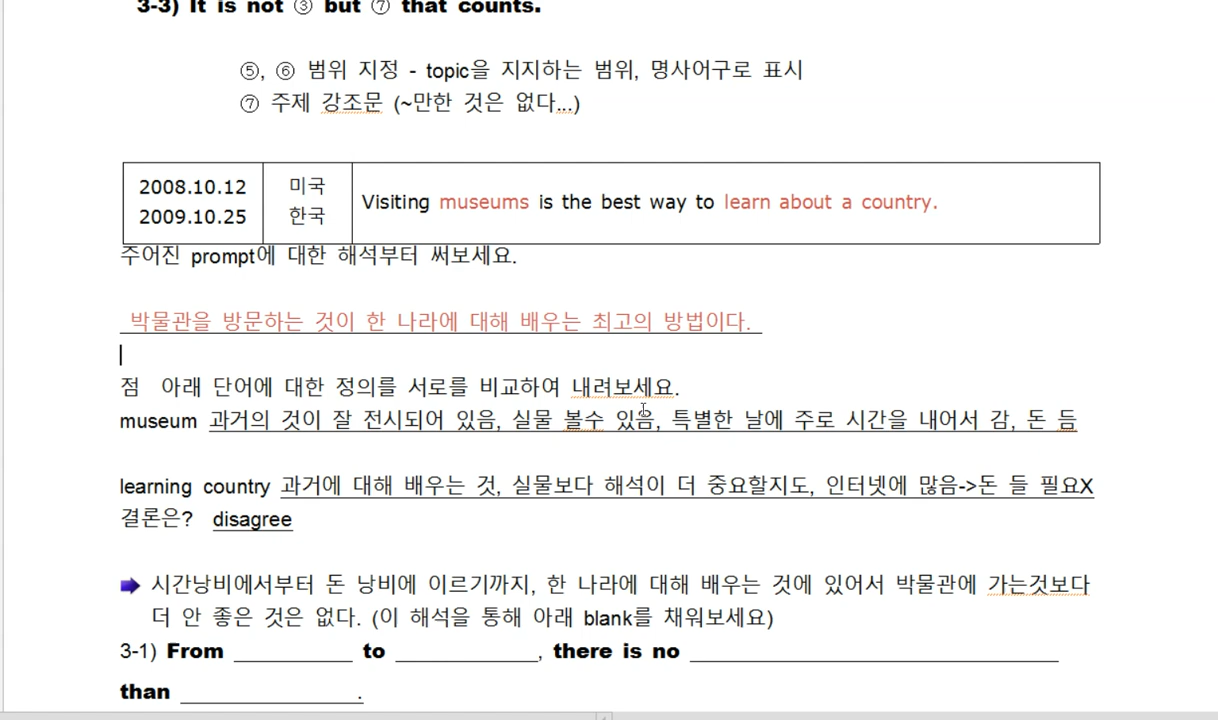 3-3) It is not ③ but ⑦ that counts.
⑤, ⑥ 범위 지정 - topic을 지지하는 범위, 명사어구로 표시
⑦ 주제 강조문 (~만한 것은 없다...)
2008.10.12 미국
2009.10.25 한국
Visiting museums is the best way to learn about a country.
주어진 prompt에 대한 해석부터 써보세요.
박물관을 방문하는 것이 한 나라에 대해 배우는 최고의 방법이다.
점 아래 단어에 대한 정의를 서로를 비교하여 내려보세요.
museum 과거의 것이 잘 전시되어 있음, 실물 볼수 있음, 특별한 날에 주로 시간을 내어서 감, 돈 듬
learning country 과거에 대해 배우는 것, 실물보다 해석이 더 중요할지도, 인터넷에 많음->돈 들 필요X
결론은? disagree
시간낭비에서부터 돈 낭비에 이르기까지, 한 나라에 대해 배우는 것에 있어서 박물관에 가는것보다
더 안 좋은 것은 없다. (이 해석을 통해 아래 blank를 채워보세요)
3-1) From ____________ to ______________, there is no ____________________________________
than __________________.